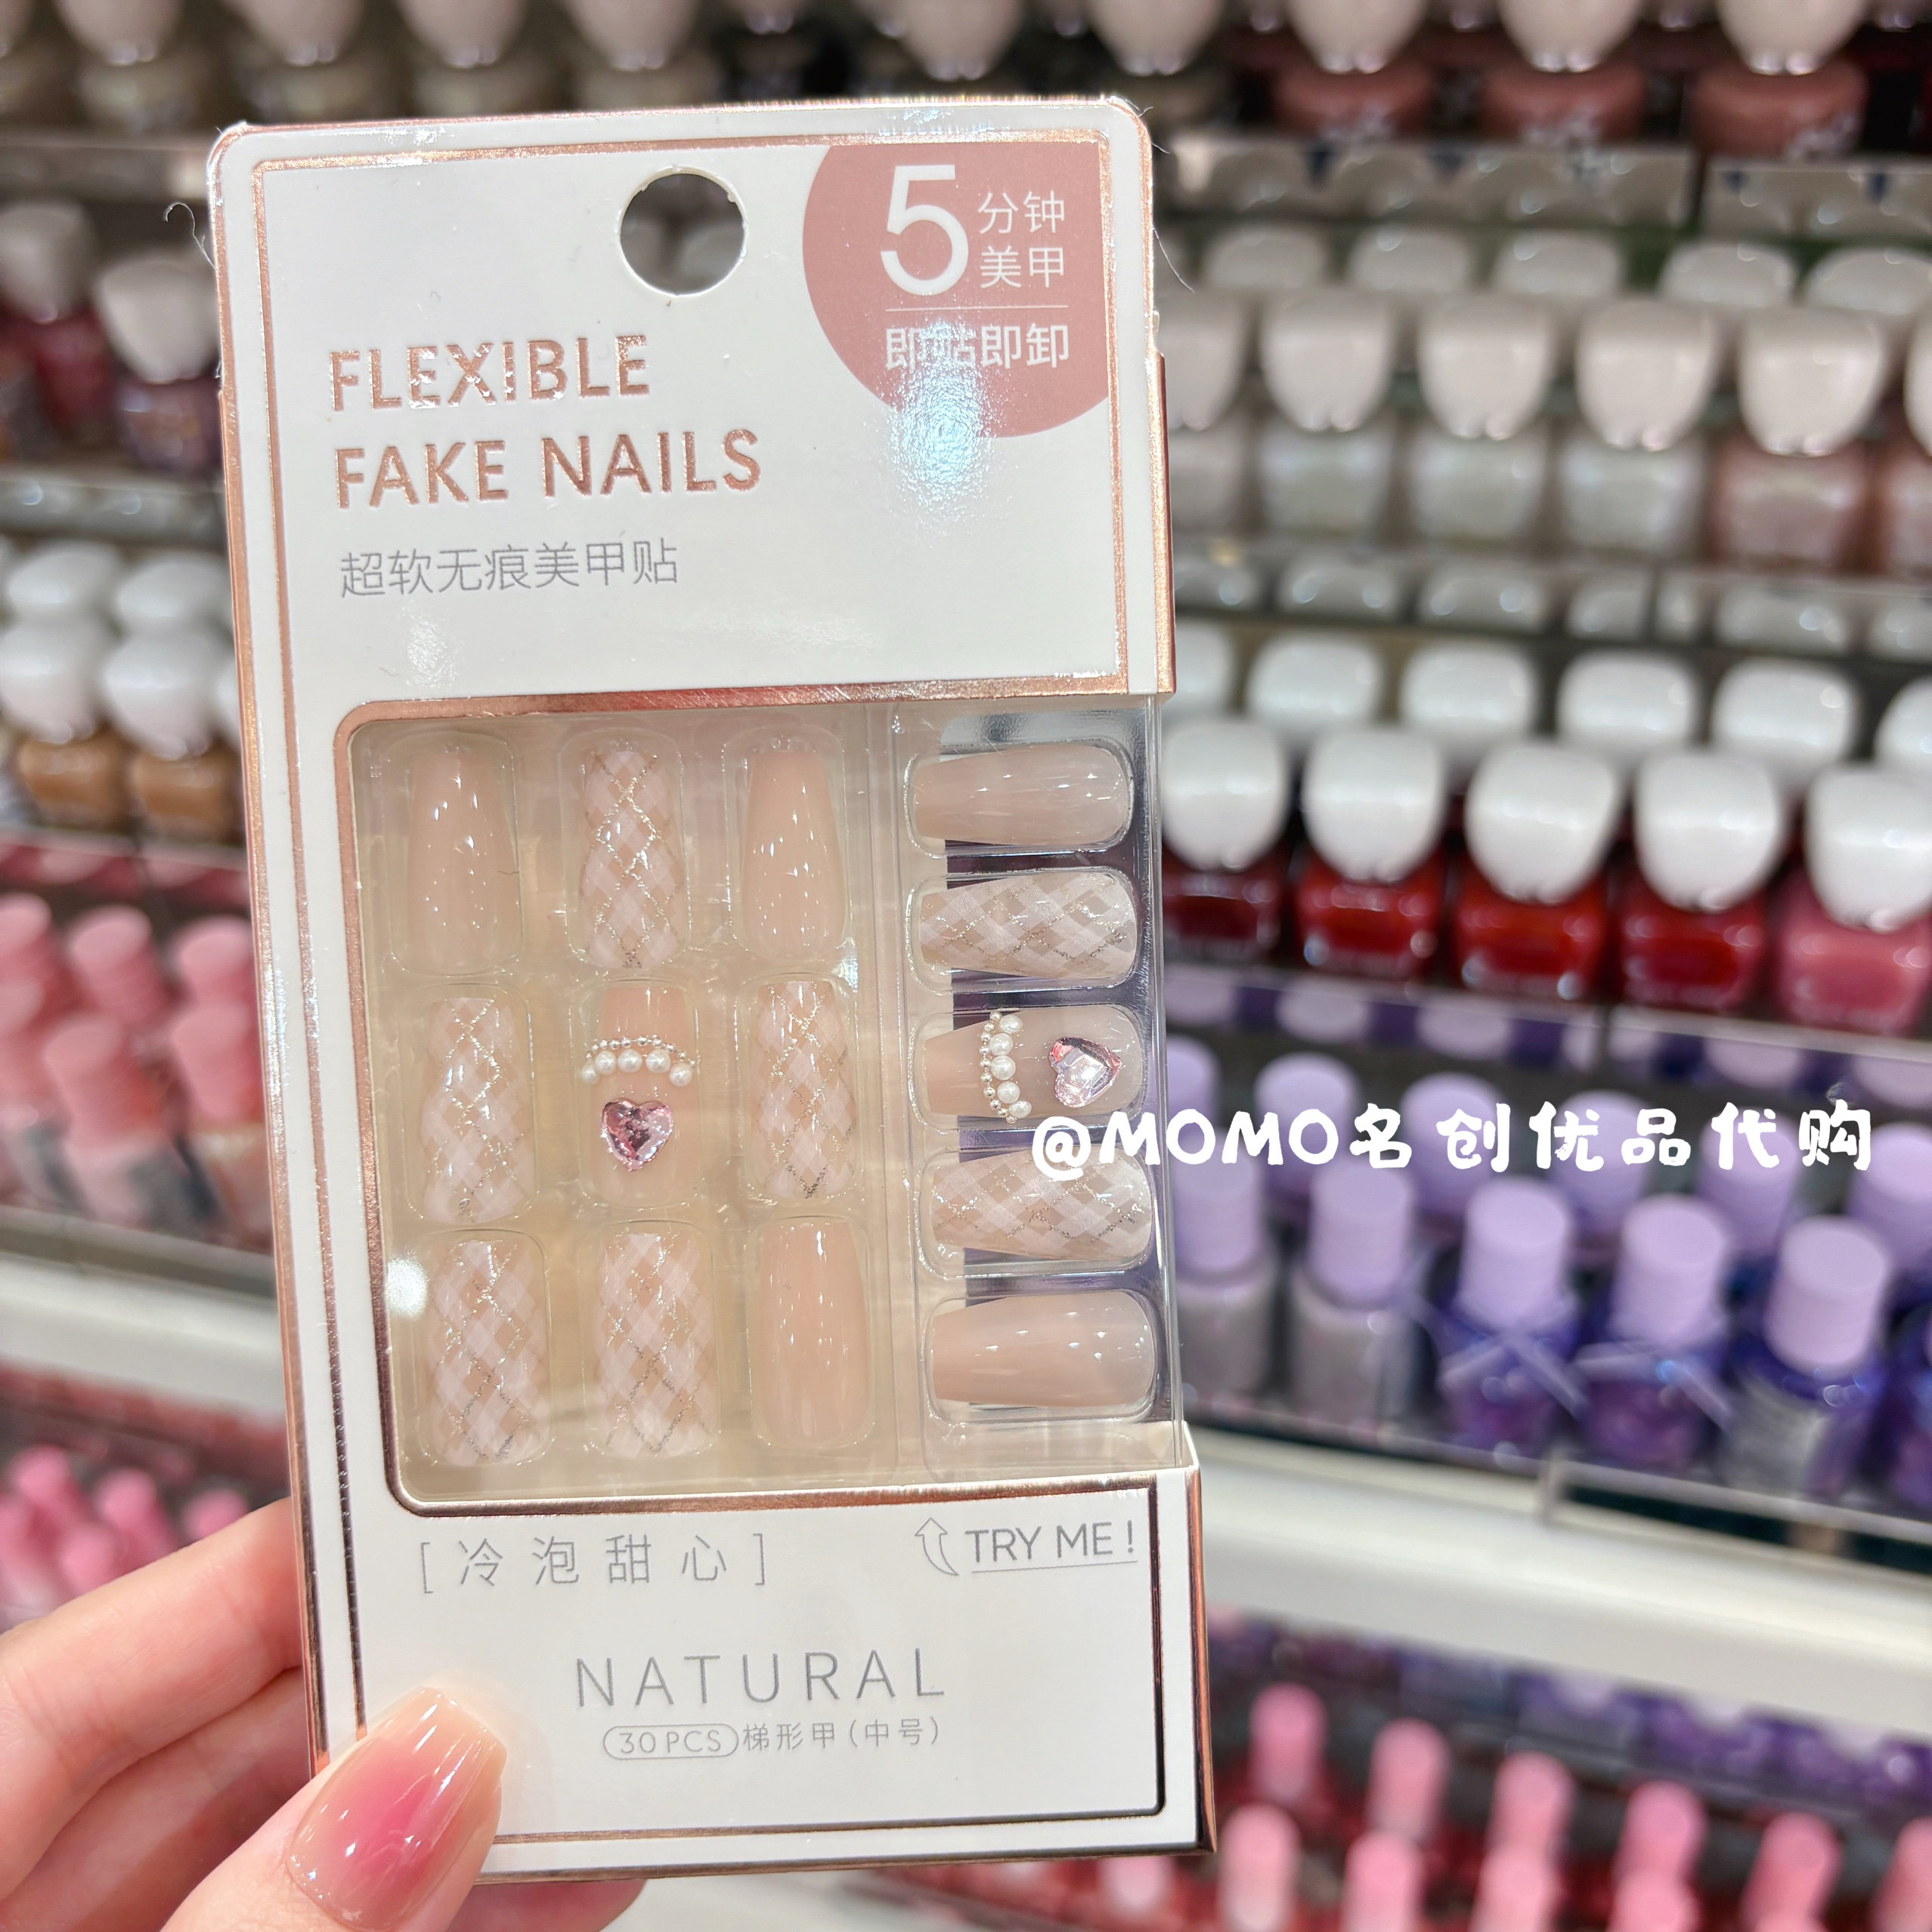 5分钟
美甲
即贴即卸
FLEXIBLE
FAKE NAILS
超软无痕美甲贴
@MOMO名创优品代购
[冷泡甜心]
TRY ME!
NATURAL
30PCS 梯形甲(中号)